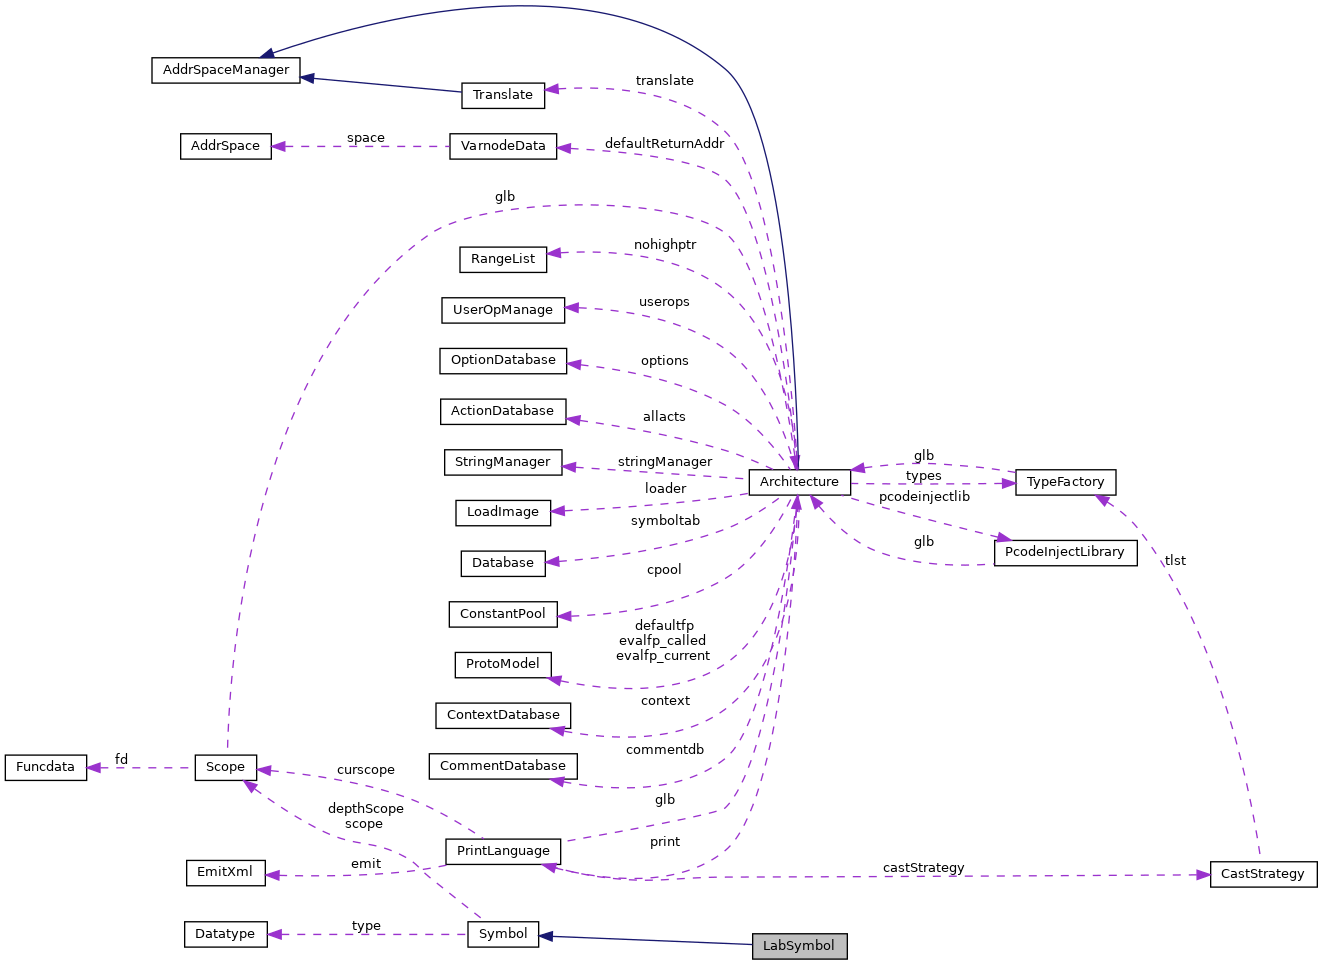 AddrSpaceManager
translate
Translate
AddrSpace
space
VarnodeData
defaultReturnAddr
glb
nohighptr
RangeList
userops
UserOpManage
options
OptionDatabase
allacts
ActionDatabase
stringManager
StringManager
glb
types
Architecture
TypeFactory
loader
pcodeinjectlib
LoadImage
symboltab
glb
PcodeInjectLibrary
Database
tlst
cpool
ConstantPool
defaultfp
evalfp_called
evalfp_current
ProtoModel
context
ContextDatabase
commentdb
CommentDatabase
fd
Funcdata
Scope
curscope
glb
depthScope
scope
print
PrintLanguage
emit
EmitXml
castStrategy
CastStrategy
type
Datatype
Symbol
LabSymbol